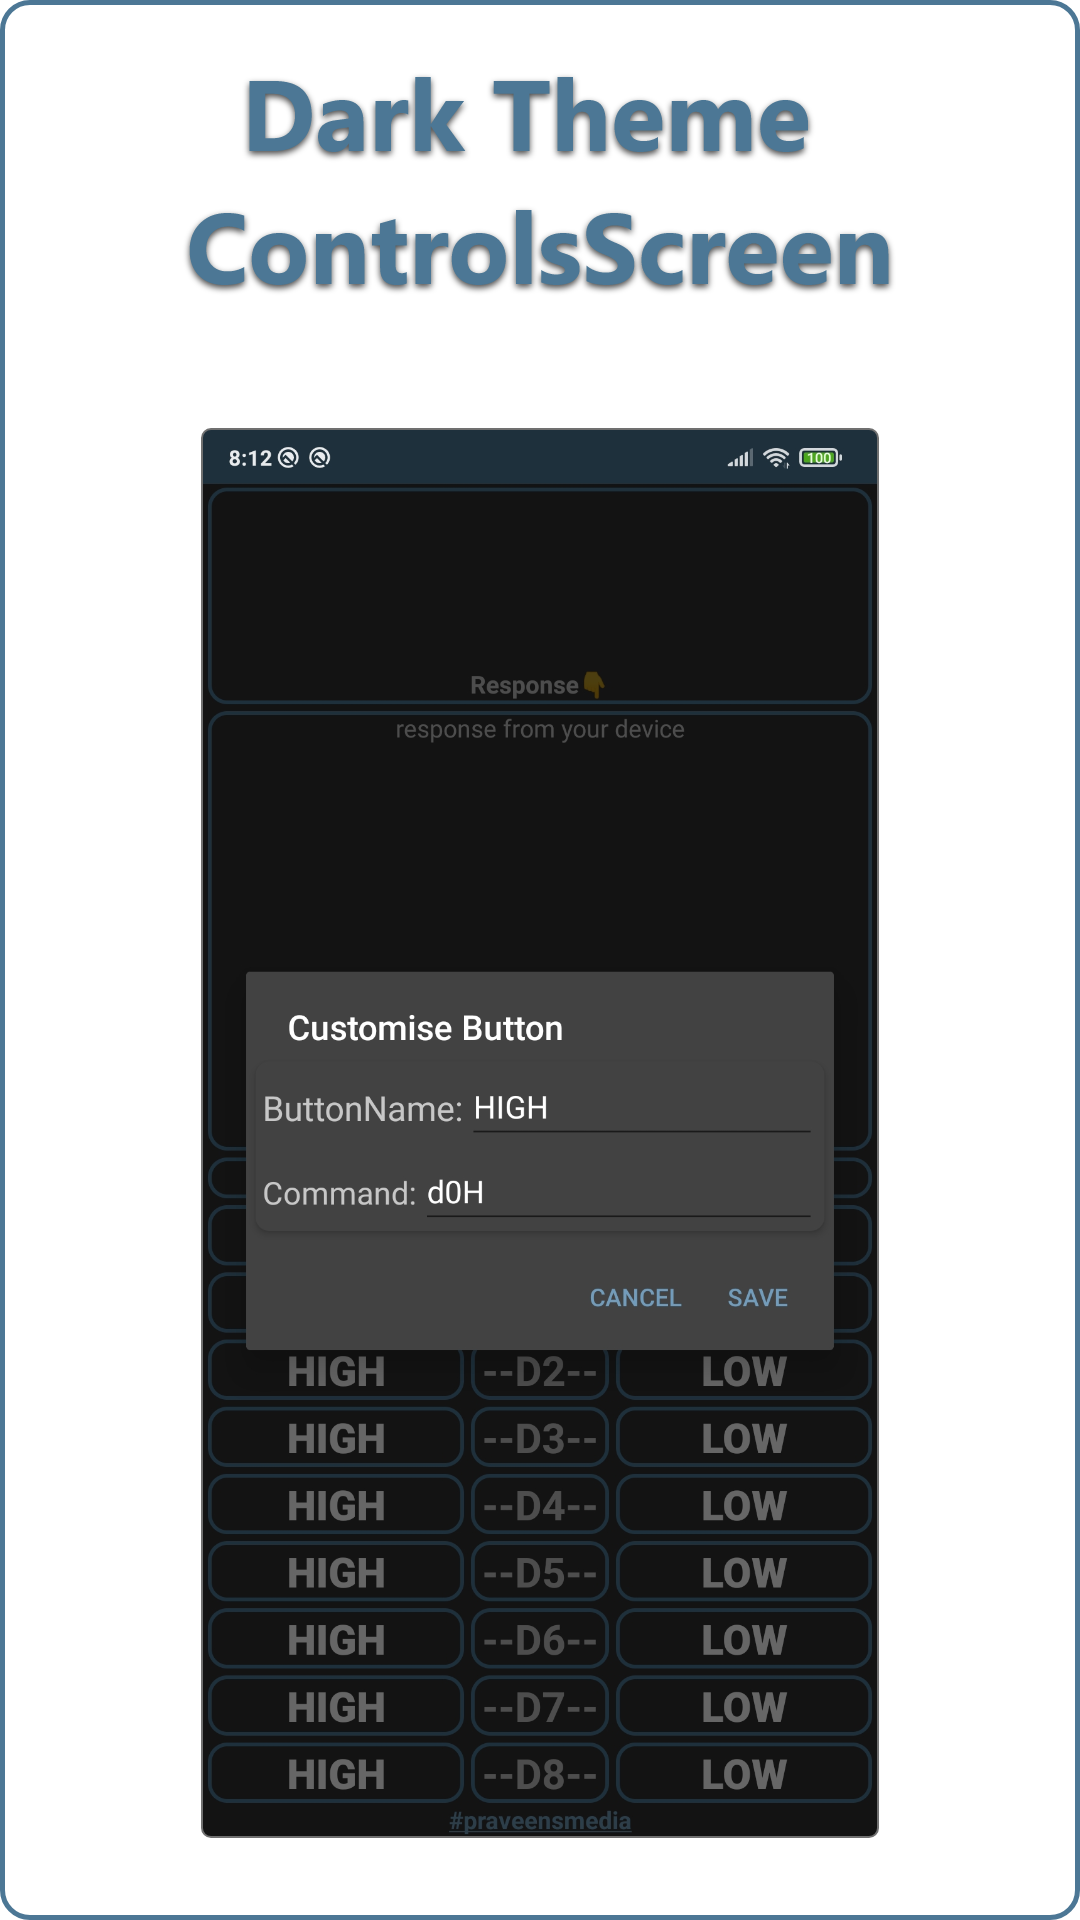 Dark Theme
ControlsScreen
8:12 100
Response👇
response from your device
Customise Button
ButtonName: HIGH
Command: d0H
CANCEL SAVE
HIGH --D2-- LOW
HIGH --D3-- LOW
HIGH --D4-- LOW
HIGH --D5-- LOW
HIGH --D6-- LOW
HIGH --D7-- LOW
HIGH --D8-- LOW
#praveensmedia